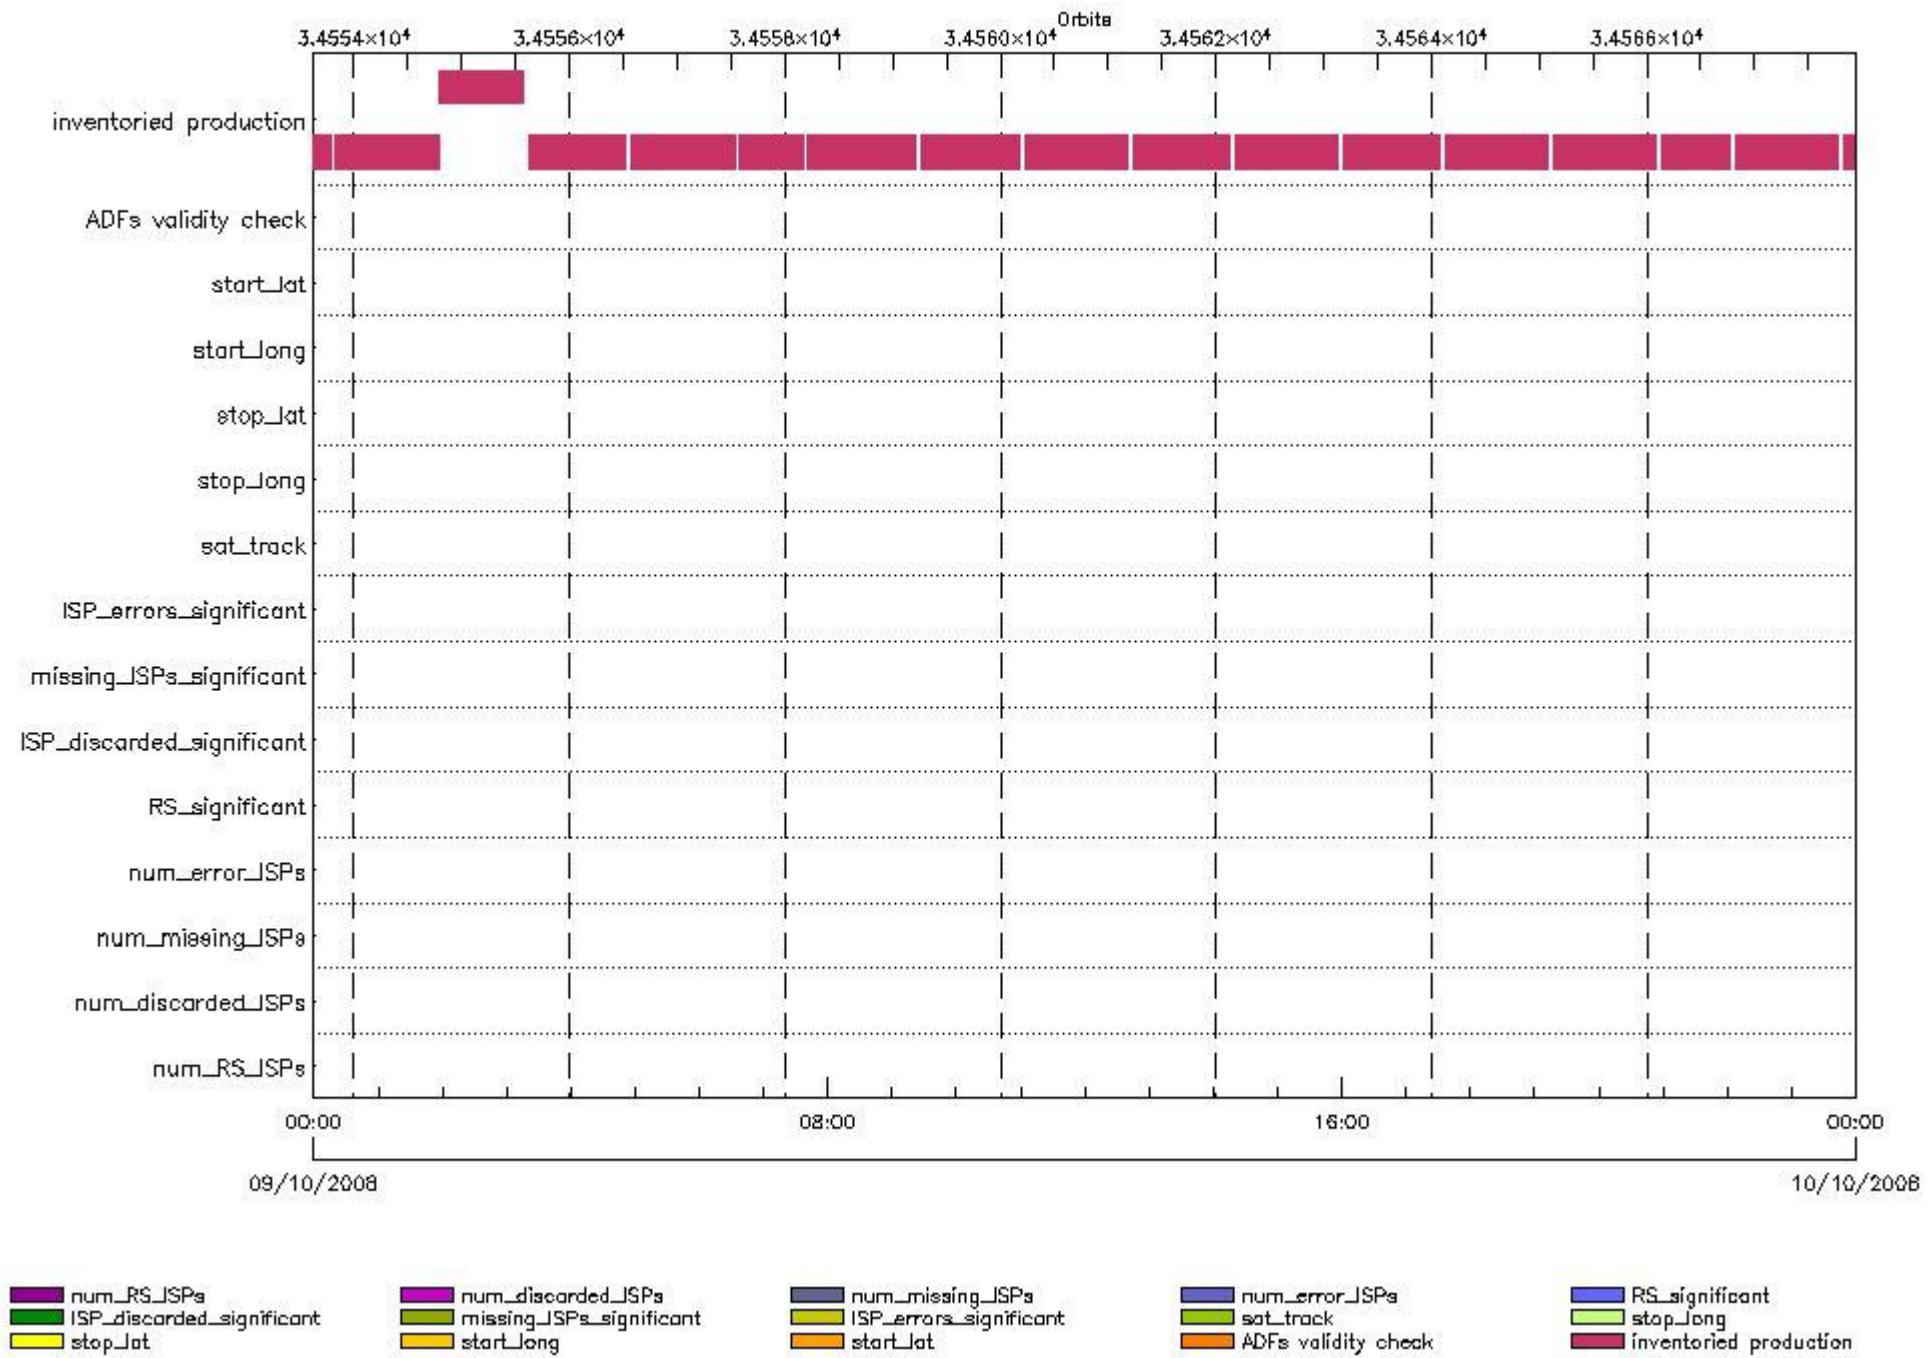 Orbits
3.4554×10⁴ 3.4556×10⁴ 3.4558×10⁴ 3.4560×10⁴ 3.4562×10⁴ 3.4564×10⁴ 3.4566×10⁴
inventoried production
ADFs validity check
start_lat
start_long
stop_lat
stop_long
sat_track
ISP_errors_significant
missing_ISPs_significant
ISP_discarded_significant
RS_significant
num_error_ISPs
num_missing_ISPs
num_discarded_ISPs
num_RS_ISPs
00:00 08:00 16:00 00:00
09/10/2008 10/10/2008
num_RS_ISPs num_discarded_ISPs num_missing_ISPs num_error_ISPs RS_significant
ISP_discarded_significant missing_ISPs_significant ISP_errors_significant sat_track stop_long
stop_lat start_long start_lat ADFs validity check inventoried production